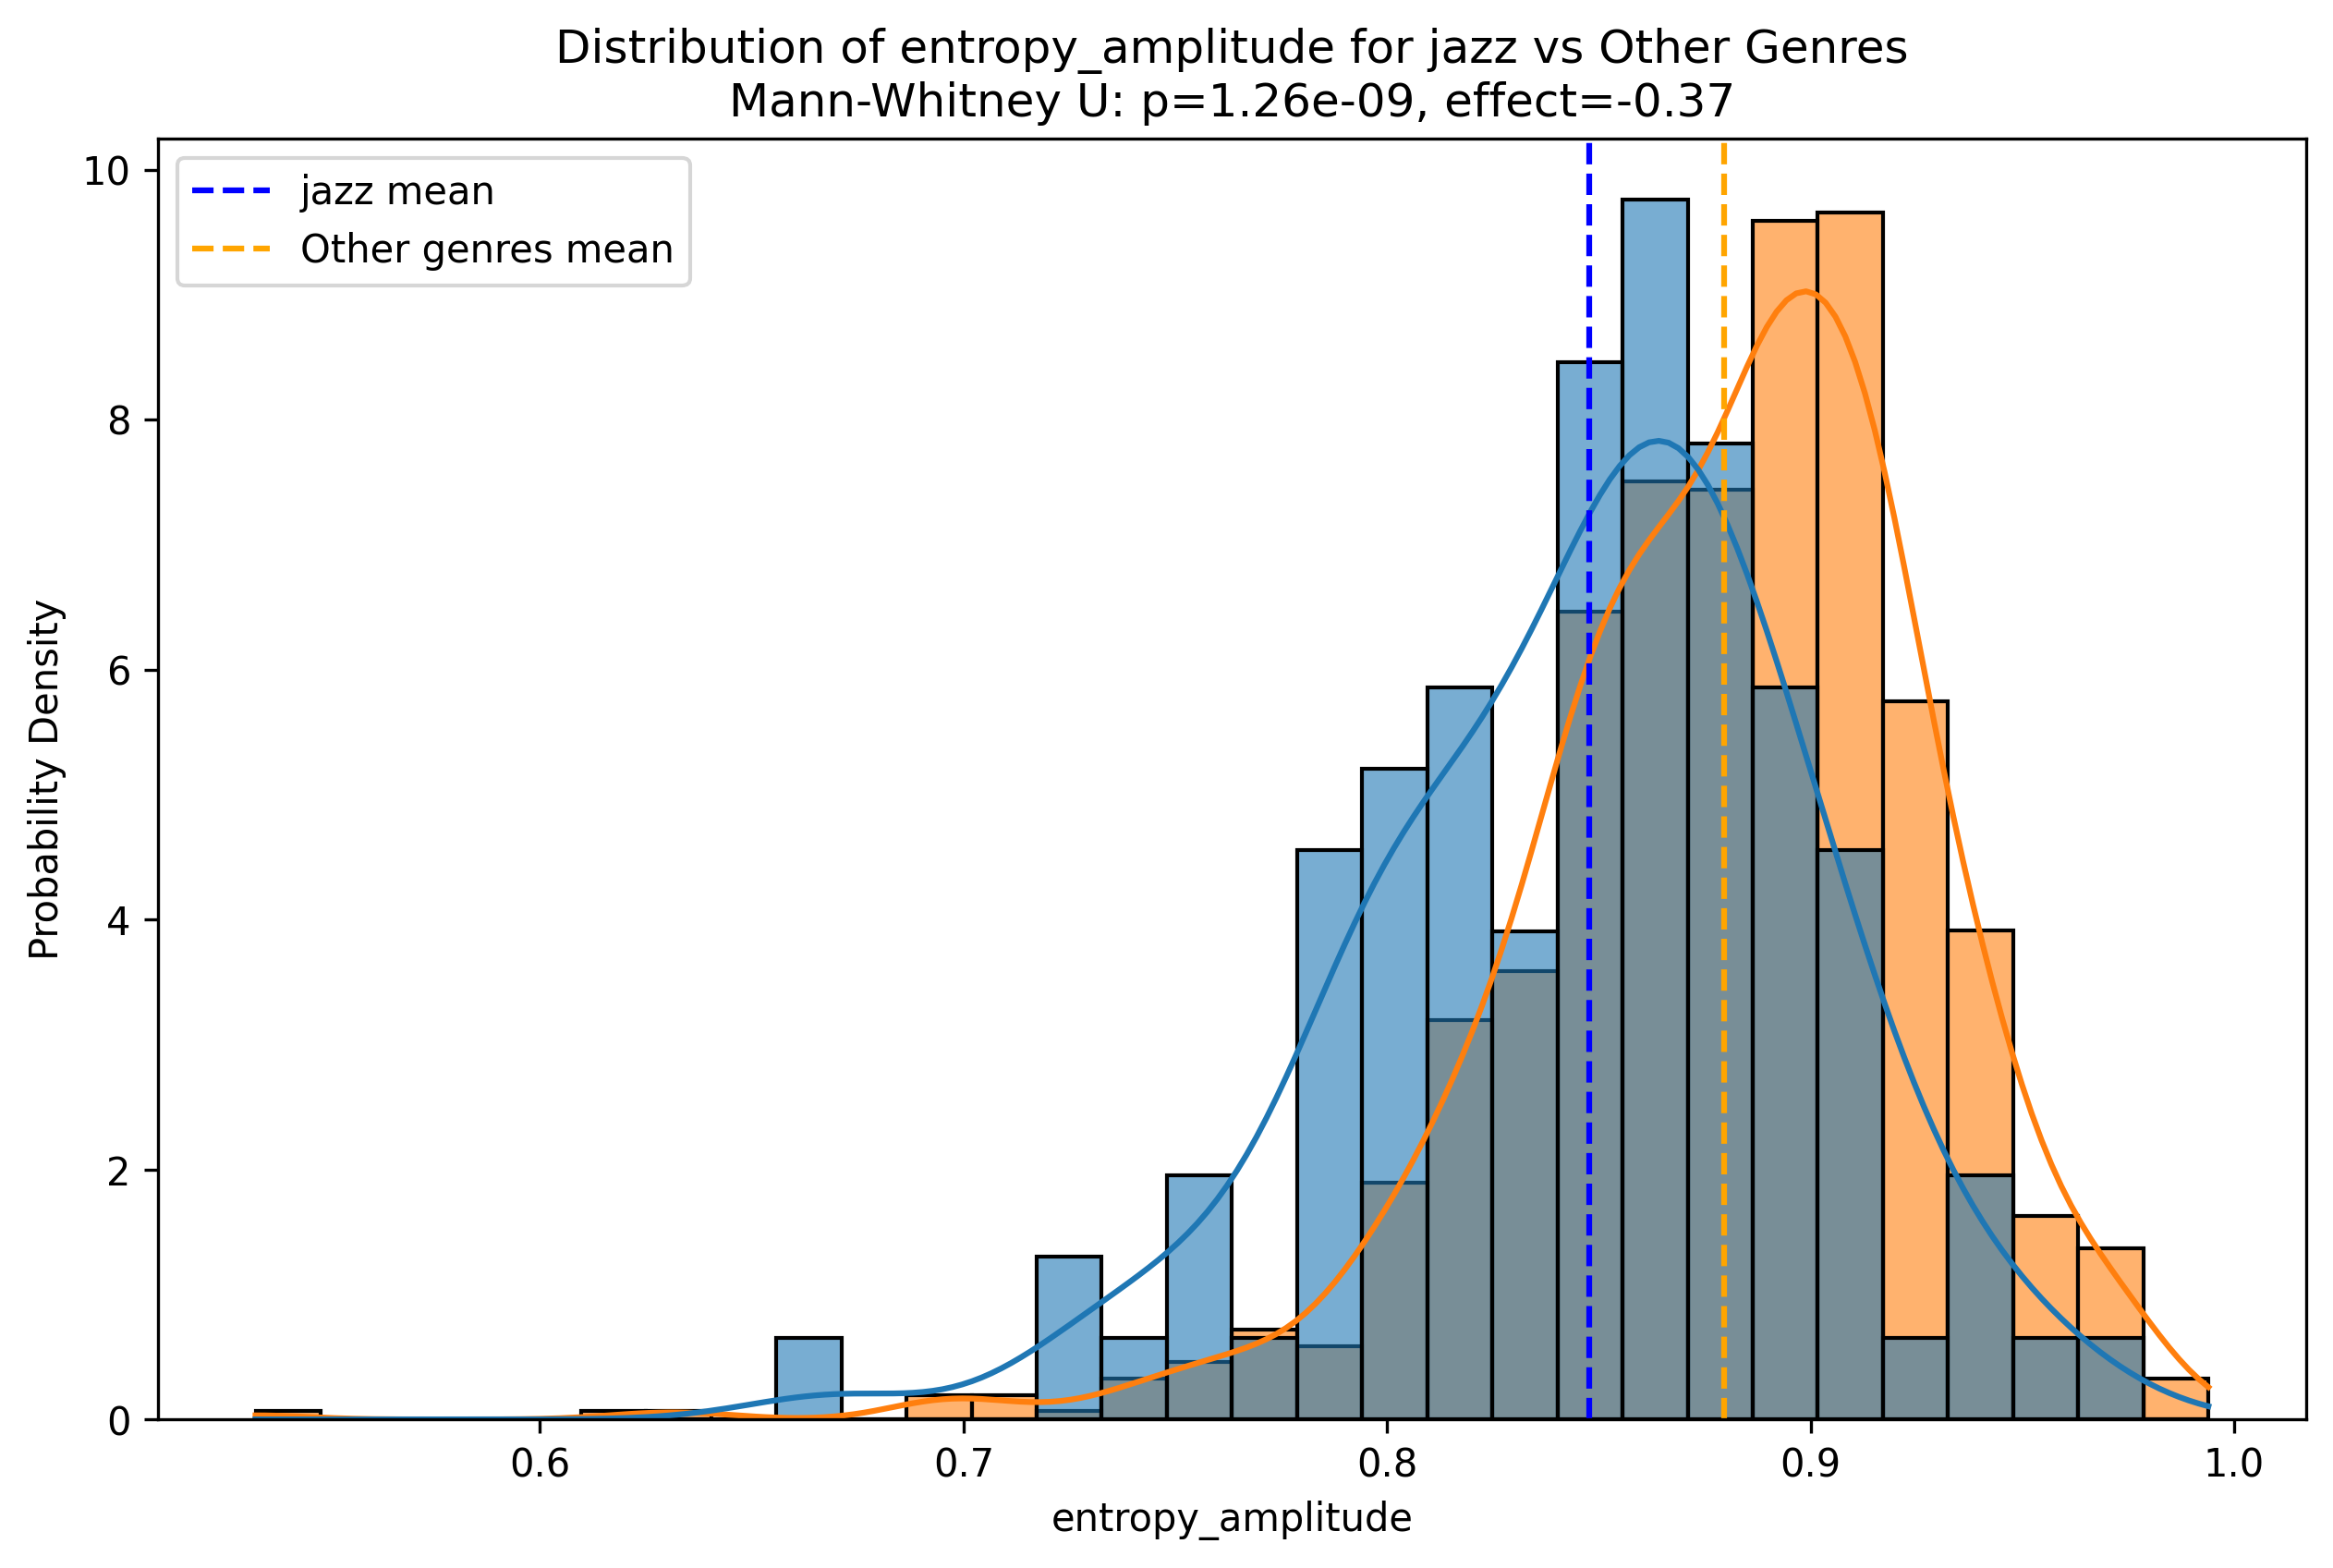 Distribution of entropy_amplitude for jazz vs Other Genres
Mann-Whitney U: p=1.26e-09, effect=-0.37
jazz mean
Other genres mean
10
8
6
4
2
0
Probability Density
0.6 0.7 0.8 0.9 1.0
entropy_amplitude